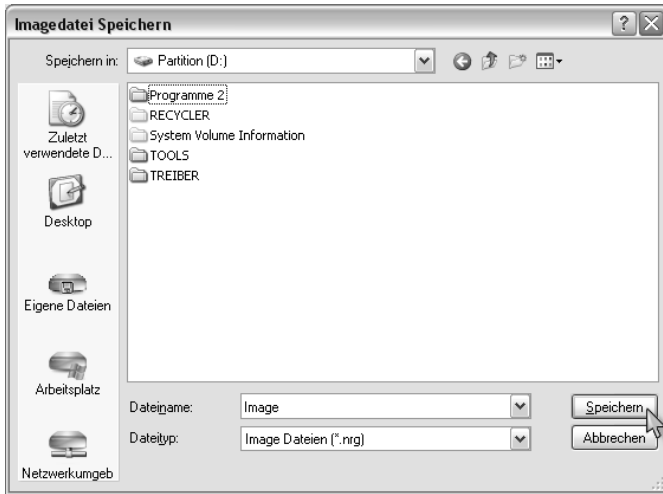 Imagedatei Speichern
Speichern in:
Partition (D:)
Zuletzt
verwendete D...
Desktop
Eigene Dateien
Arbeitsplatz
Netzwerkumgeb
Programme 2
RECYCLER
System Volume Information
TOOLS
TREIBER
Dateiname:
Image
Speichern
Dateityp:
Image Dateien (*.nrg)
Abbrechen